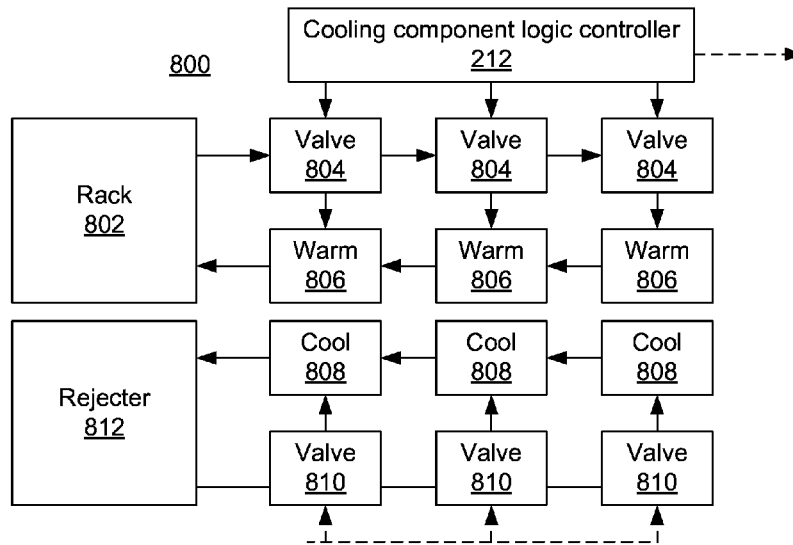 Cooling component logic controller
212
800
Valve
804
Valve
804
Valve
804
Rack
802
Warm
806
Warm
806
Warm
806
Cool
808
Cool
808
Cool
808
Rejecter
812
Valve
810
Valve
810
Valve
810